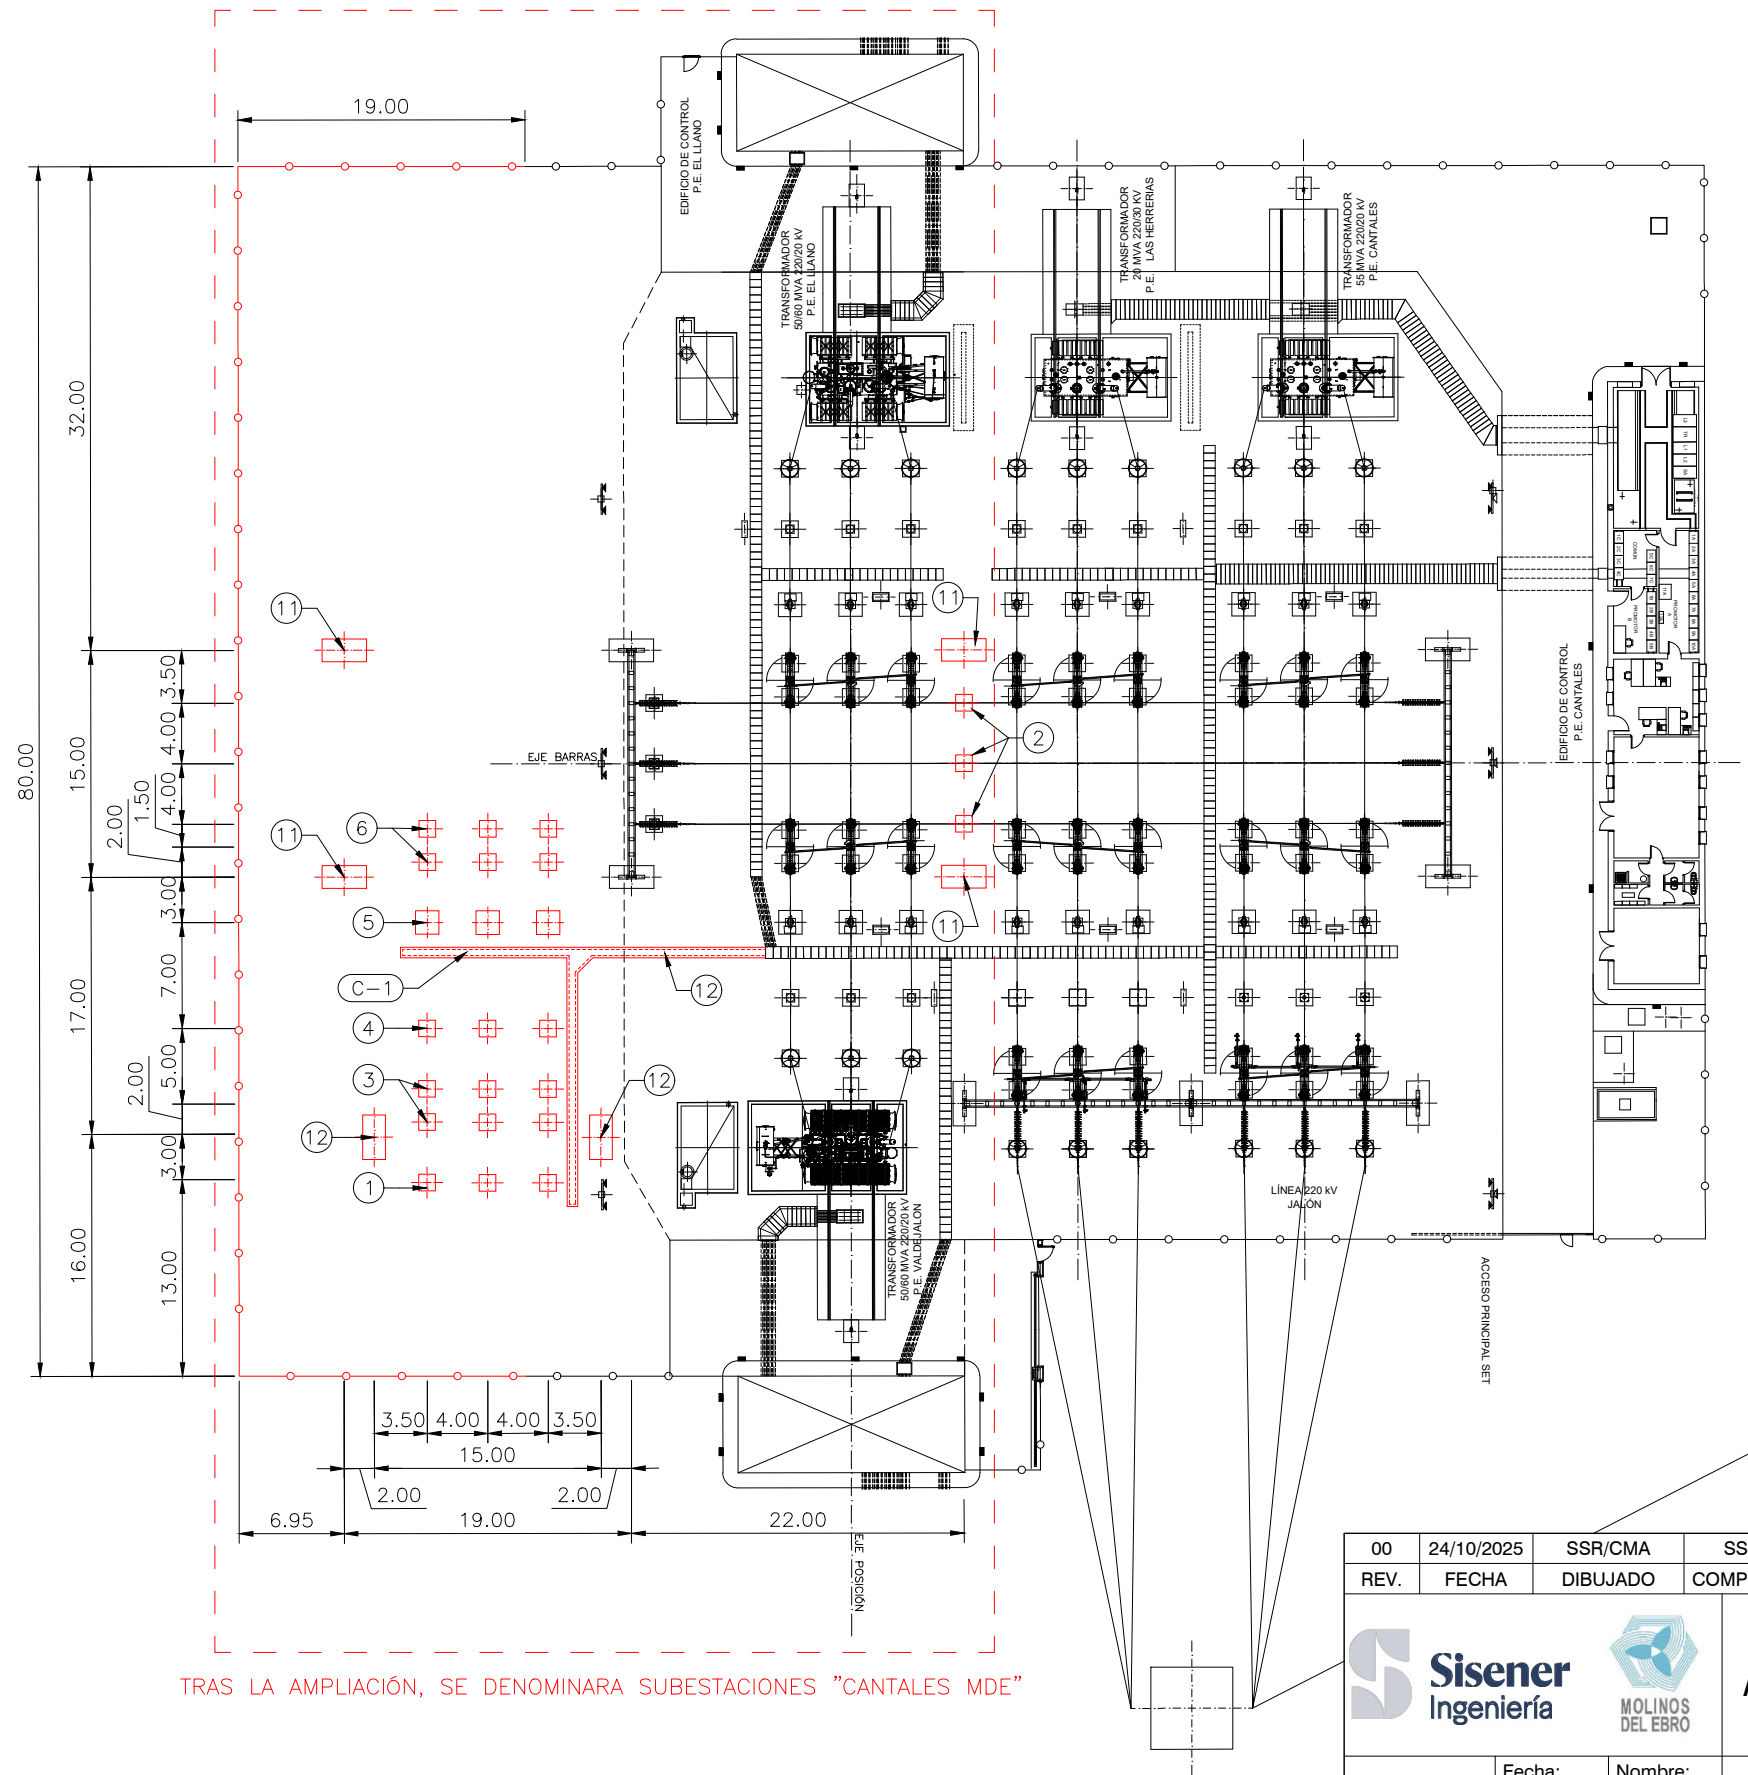 19.00
80.00
32.00
15.00
17.00
16.00
3.50
4.00
4.00
1.50
2.00
3.00
7.00
5.00
2.00
3.00
13.00
EDIFICIO DE CONTROL
P.E. EL LLANO
TRANSFORMADOR
50/60 MVA 220/20 kV
P.E. EL LLANO
TRANSFORMADOR
20 MVA 220/30 KV
P.E. LAS HERRERIAS
TRANSFORMADOR
55 MVA 220/20 kV
P.E. CANTALES
11
11
2
EJE BARRAS
6
11
5
11
C-1
12
4
3
12
12
1
EDIFICIO DE CONTROL
P.E. CANTALES
COMUN
PROMOTOR
A
PROMOTOR
B
TRANSFORMADOR
50/60 MVA 220/20 kV
P.E. VALDEJALON
LÍNEA 220 kV
JALÓN
ACCESO PRINCIPAL SET
3.50
4.00
4.00
3.50
15.00
2.00
2.00
6.95
19.00
22.00
EJE POSICIÓN
TRAS LA AMPLIACIÓN, SE DENOMINARA SUBESTACIONES "CANTALES MDE"
00 24/10/2025 SSR/CMA SS
REV. FECHA DIBUJADO COMP
Sisener
Ingeniería
MOLINOS
DEL EBRO
Fecha: Nombre: